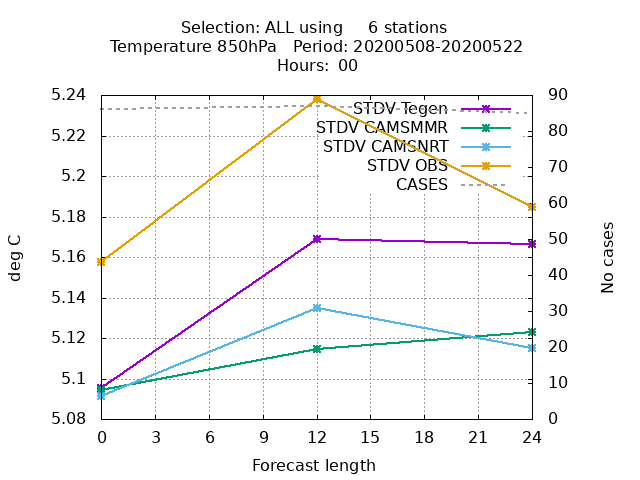 Selection: ALL using     6 stations
Temperature 850hPa   Period: 20200508-20200522
Hours:  00
5.24
5.22
5.2
5.18
5.16
5.14
5.12
5.1
5.08
deg C
90
80
70
60
50
40
30
20
10
0
No cases
STDV Tegen
STDV CAMSMMR
STDV CAMSNRT
STDV OBS
CASES
0 3 6 9 12 15 18 21 24
Forecast length